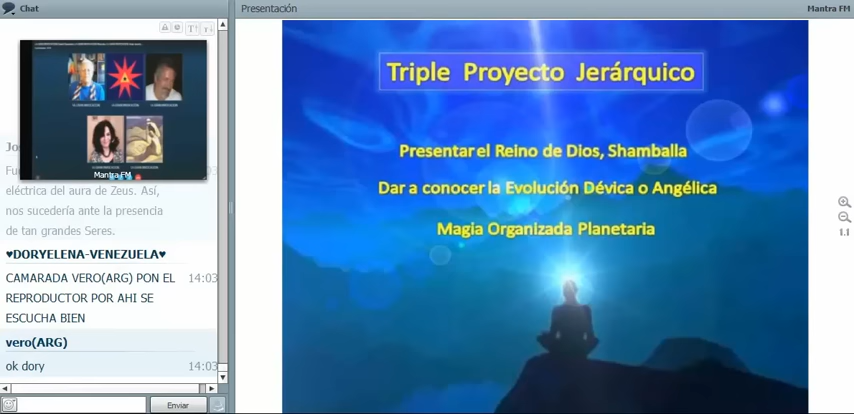 Chat
Mantra FM
Jos
Fu
eléctrica del aura de Zeus. Así,
nos sucedería ante la presencia
de tan grandes Seres.
♥DORYELENA-VENEZUELA♥
CAMARADA VERO(ARG) PON EL 14:03
REPRODUCTOR POR AHI SE
ESCUCHA BIEN
vero(ARG)
ok dory 14:03
Enviar
Presentación
Mantra FM
Triple Proyecto Jerárquico
Presentar el Reino de Dios, Shamballa
Dar a conocer la Evolución Dévica o Angélica
Magia Organizada Planetaria
1:1